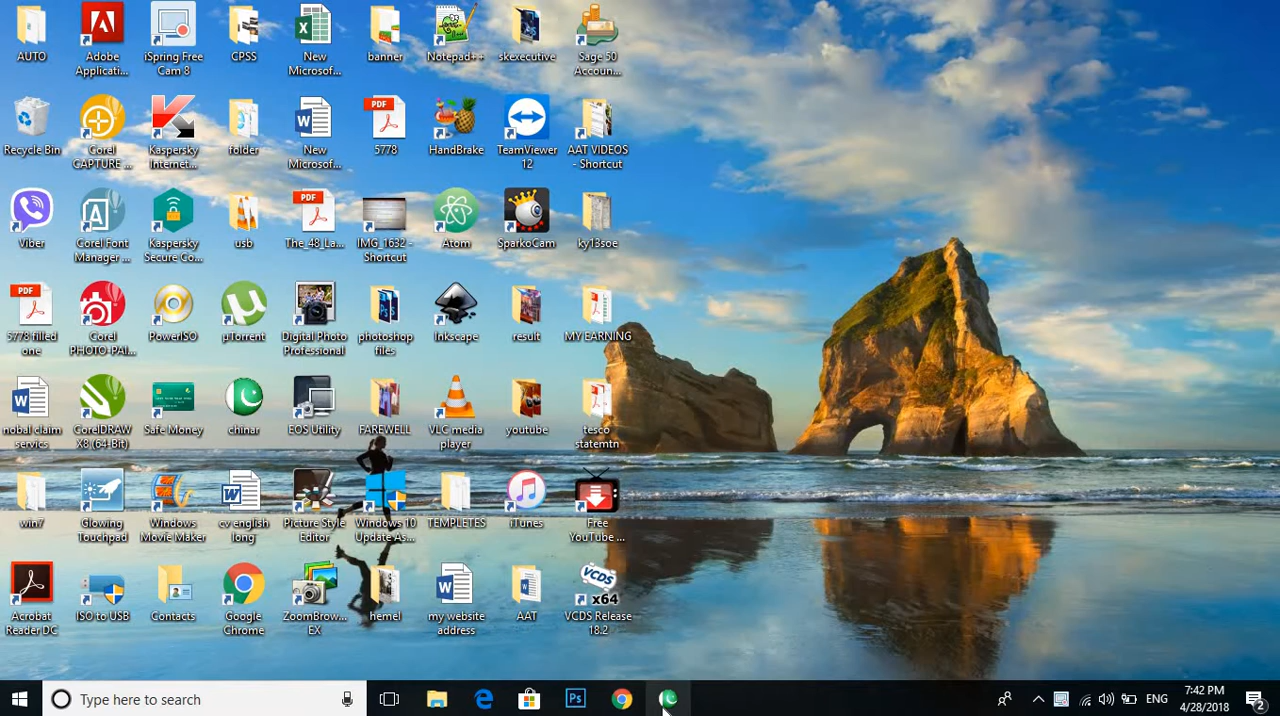 AUTO
Adobe
Applicati...
iSpring Free
Cam 8
CPSS
New
Microsof...
banner
Notepad++
skexecutive
Sage 50
Accoun...
Recycle Bin
Corel
CAPTURE ...
Kaspersky
Internet...
folder
New
Microsof...
PDF
5778
HandBrake
TeamViewer
12
AAT VIDEOS
- Shortcut
Viber
Corel Font
Manager ...
Kaspersky
Secure Co...
usb
PDF
The_48_La...
IMG_1632 -
Shortcut
Atom
SparkoCam
ky13soe
PDF
5778 filled
one
Corel
PHOTO-PAI...
PowerISO
µTorrent
Digital Photo
Professional
photoshop
files
Inkscape
result
MY EARNING
nobal claim
servics
CorelDRAW
X8 (64-Bit)
Safe Money
chinar
EOS Utility
FAREWELL
VLC media
player
youtube
tesco
statemtn
win7
Glowing
Touchpad
Windows
Movie Maker
cv english
long
Picture Style
Editor
Windows 10
Update As...
TEMPLETES
iTunes
Free
YouTube ...
Acrobat
Reader DC
ISO to USB
Contacts
Google
Chrome
ZoomBrow...
EX
hemel
my website
address
AAT
VCDS
x64
VCDS Release
18.2
Type here to search
Ps
ENG
7:42 PM
4/28/2018
2